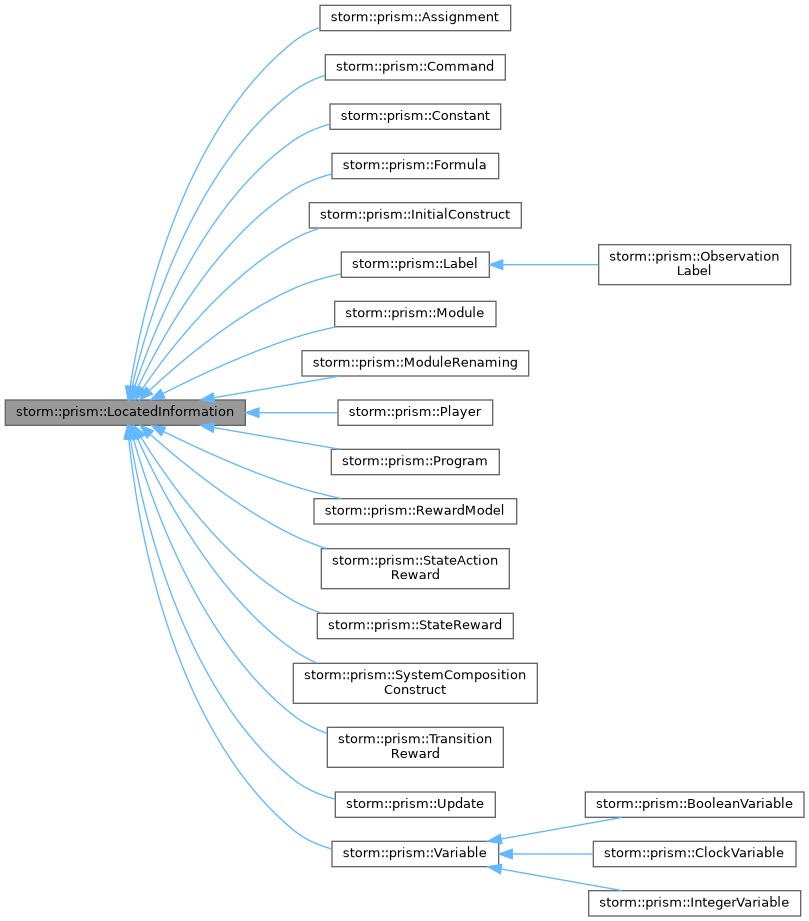 storm::prism::Assignment
storm::prism::Command
storm::prism::Constant
storm::prism::Formula
storm::prism::InitialConstruct
storm::prism::Label
storm::prism::Observation
Label
storm::prism::Module
storm::prism::ModuleRenaming
storm::prism::LocatedInformation
storm::prism::Player
storm::prism::Program
storm::prism::RewardModel
storm::prism::StateAction
Reward
storm::prism::StateReward
storm::prism::SystemComposition
Construct
storm::prism::Transition
Reward
storm::prism::Update
storm::prism::Variable
storm::prism::BooleanVariable
storm::prism::ClockVariable
storm::prism::IntegerVariable